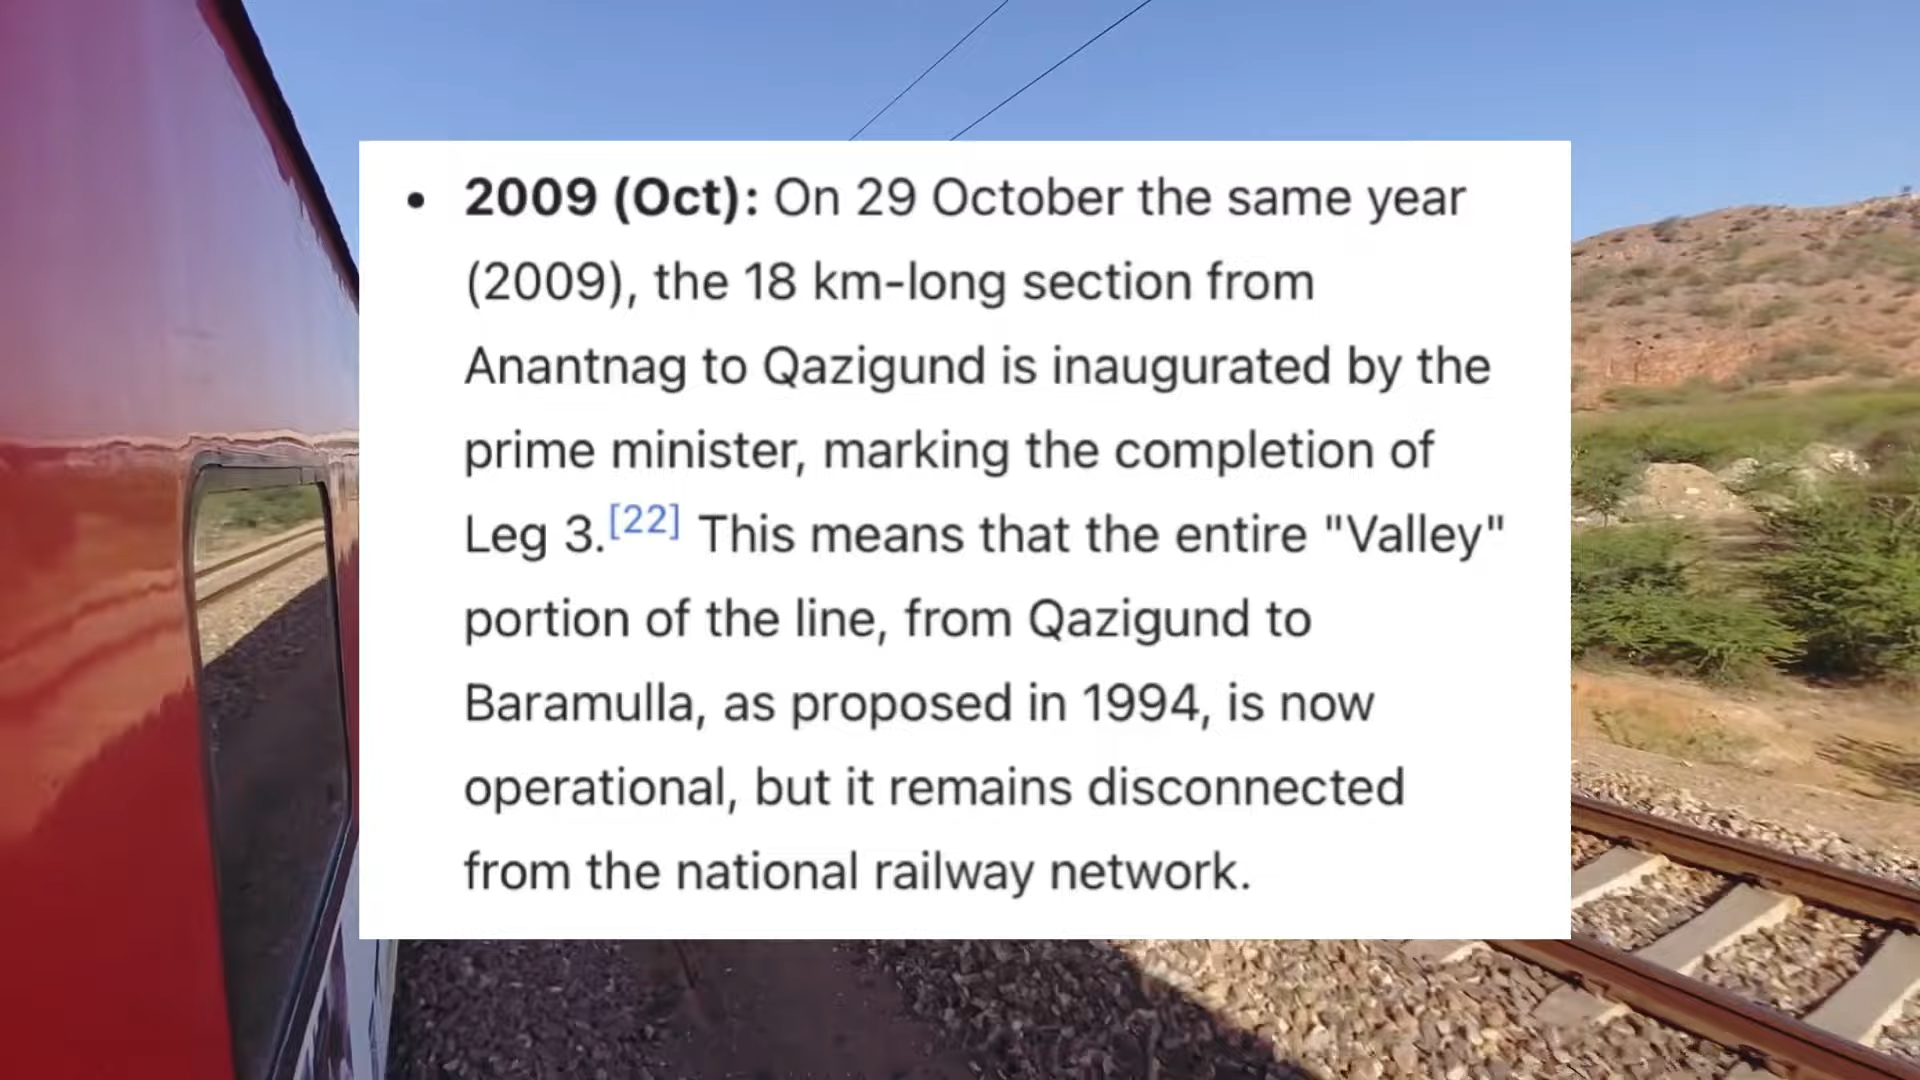 • 2009 (Oct): On 29 October the same year
(2009), the 18 km-long section from
Anantnag to Qazigund is inaugurated by the
prime minister, marking the completion of
Leg 3.[22] This means that the entire "Valley"
portion of the line, from Qazigund to
Baramulla, as proposed in 1994, is now
operational, but it remains disconnected
from the national railway network.